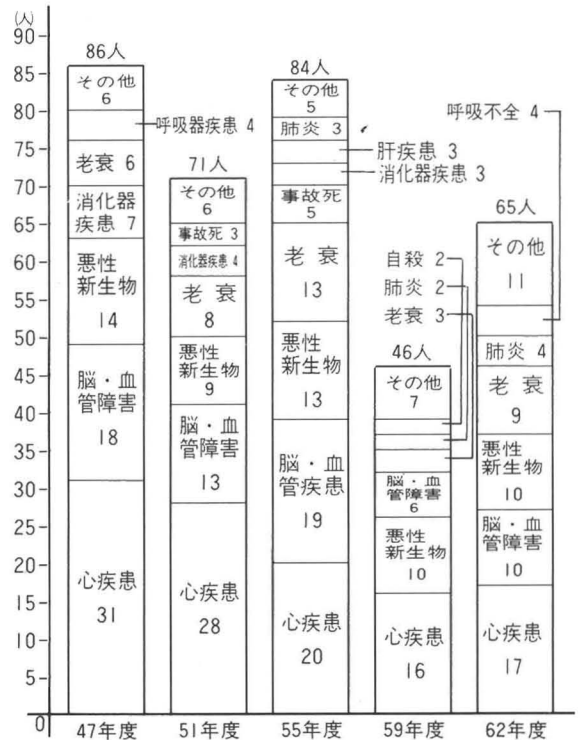 (人)
90
85
80
75
70
65
60
55
50
45
40
35
30
25
20
15
10
5
0
86人
その他
6
呼吸器疾患 4
老衰 6
消化器
疾患 7
悪性
新生物
14
脳・血
管障害
18
心疾患
31
47年度
71人
その他
6
事故死 3
消化器疾患 4
老 衰
8
悪性
新生物
9
脳・血
管障害
13
心疾患
28
51年度
84人
その他
5
肺炎 3
肝疾患 3
消化器疾患 3
事故死
5
老 衰
13
悪性
新生物
13
脳・血
管疾患
19
心疾患
20
55年度
46人
その他
7
自殺 2
肺炎 2
老衰 3
脳・血
管障害
6
悪性
新生物
10
心疾患
16
59年度
65人
その他
11
呼吸不全 4
肺炎 4
老 衰
9
悪性
新生物
10
脳・血
管障害
10
心疾患
17
62年度